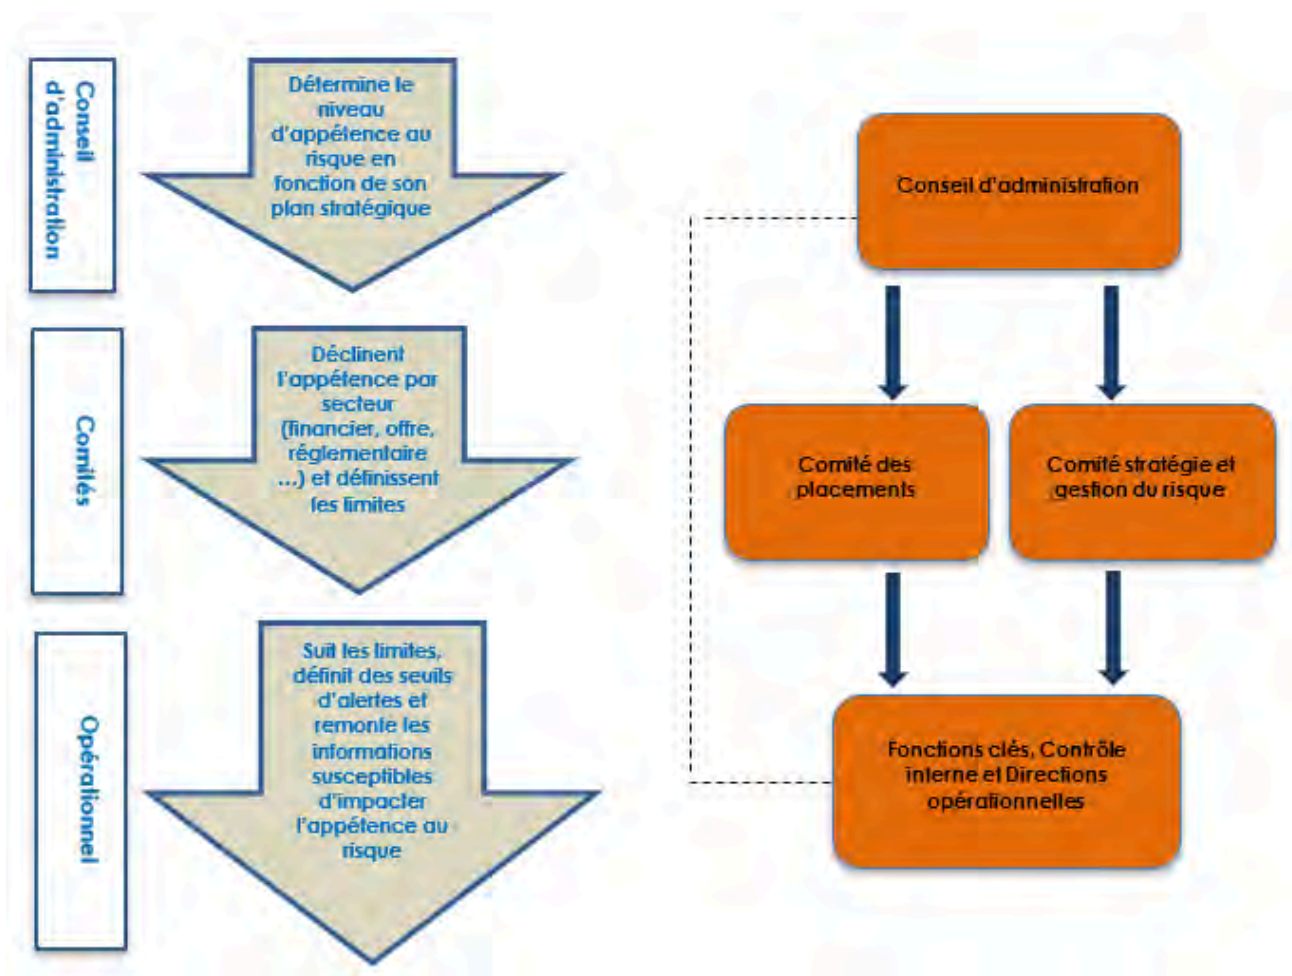 Conseil
d'administration
Détermine le
niveau
d'appétence au
risque en
fonction de son
plan stratégique
Comités
Déclinent
l'appétence par
secteur
(financier, offre,
réglementaire
...) et définissent
les limites
Opérationnel
Suit les limites,
définit des seuils
d'alertes et
remonte les
informations
susceptibles
d'impacter
l'appétence au
risque
Conseil d'administration
Comité des
placements
Comité stratégie et
gestion du risque
Fonctions clés, Contrôle
interne et Directions
opérationnelles